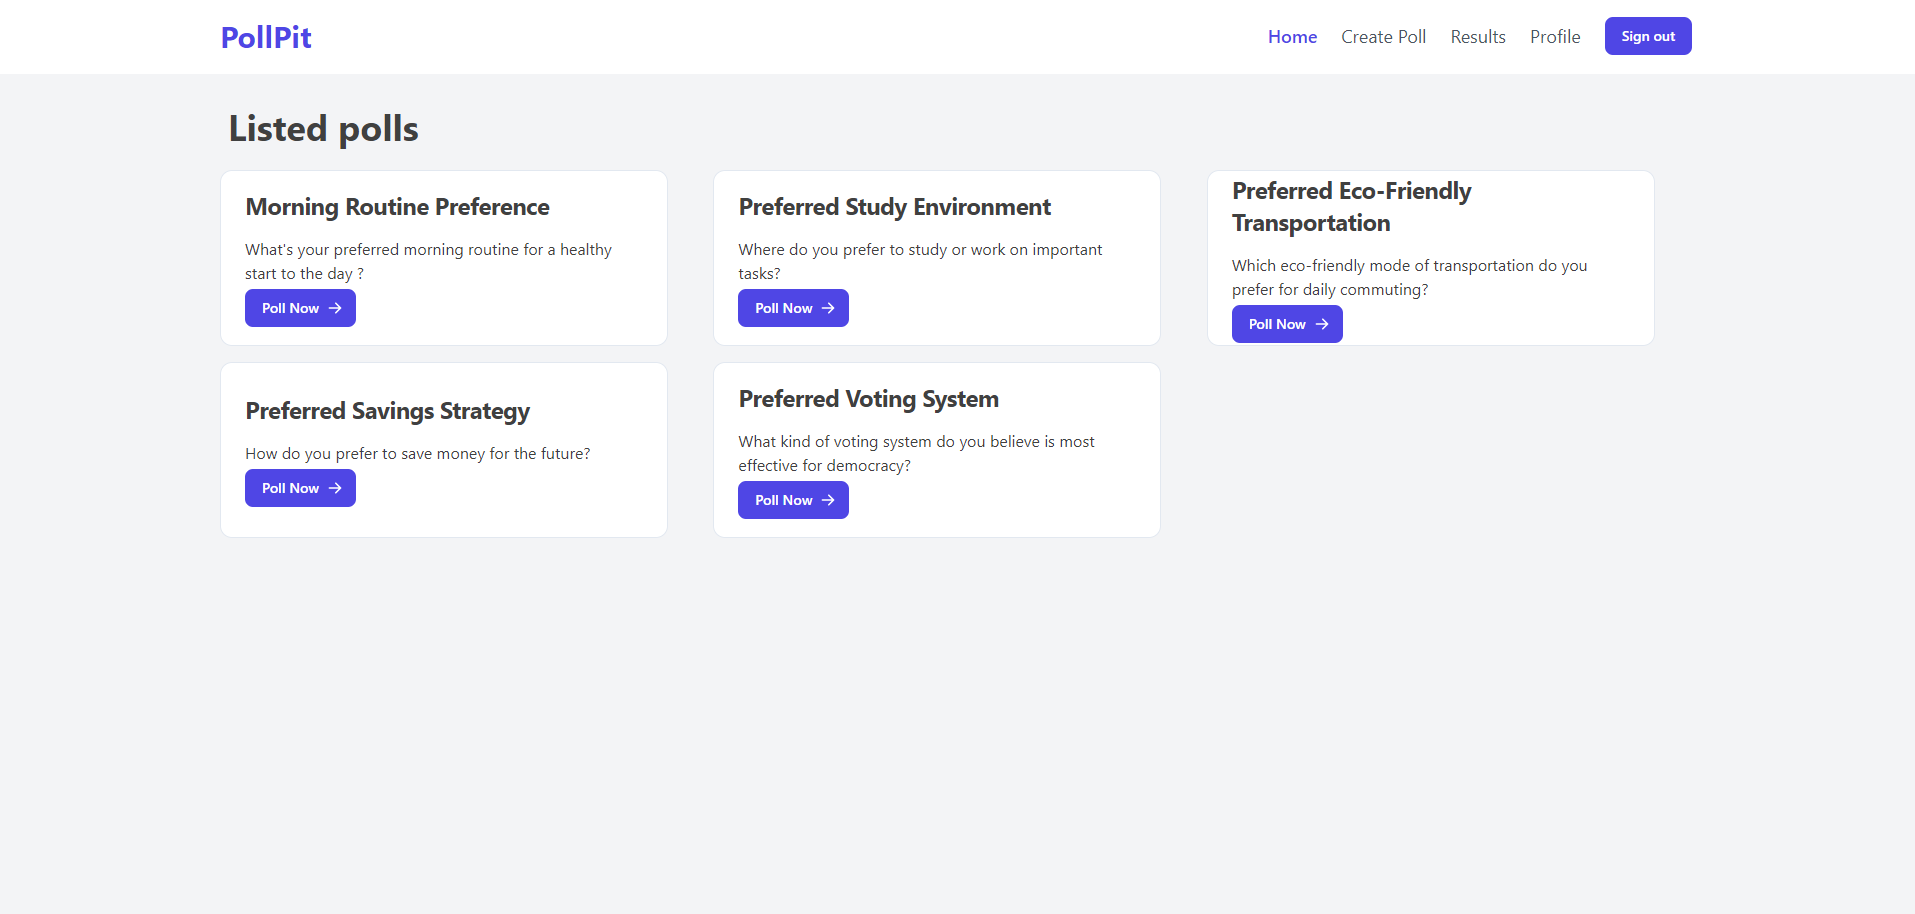 PollPit
Home Create Poll Results Profile Sign out
Listed polls
Morning Routine Preference
What's your preferred morning routine for a healthy
start to the day ?
Poll Now →
Preferred Study Environment
Where do you prefer to study or work on important
tasks?
Poll Now →
Preferred Eco-Friendly
Transportation
Which eco-friendly mode of transportation do you
prefer for daily commuting?
Poll Now →
Preferred Savings Strategy
How do you prefer to save money for the future?
Poll Now →
Preferred Voting System
What kind of voting system do you believe is most
effective for democracy?
Poll Now →